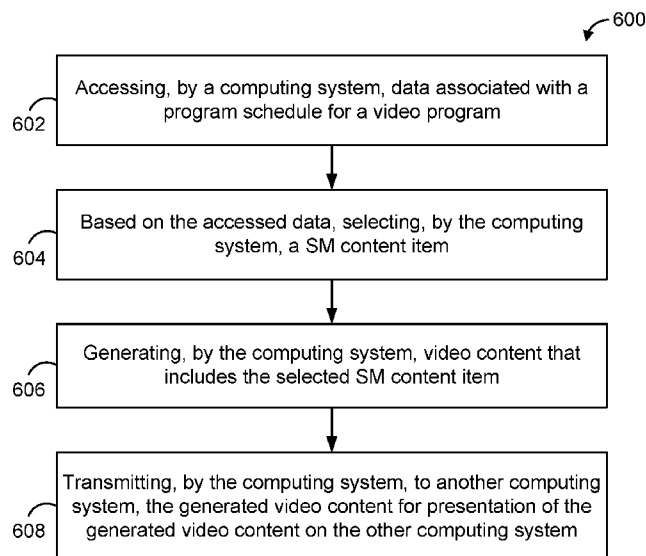 600
Accessing, by a computing system, data associated with a
program schedule for a video program
602
Based on the accessed data, selecting, by the computing
system, a SM content item
604
Generating, by the computing system, video content that
includes the selected SM content item
606
Transmitting, by the computing system, to another computing
system, the generated video content for presentation of the
generated video content on the other computing system
608